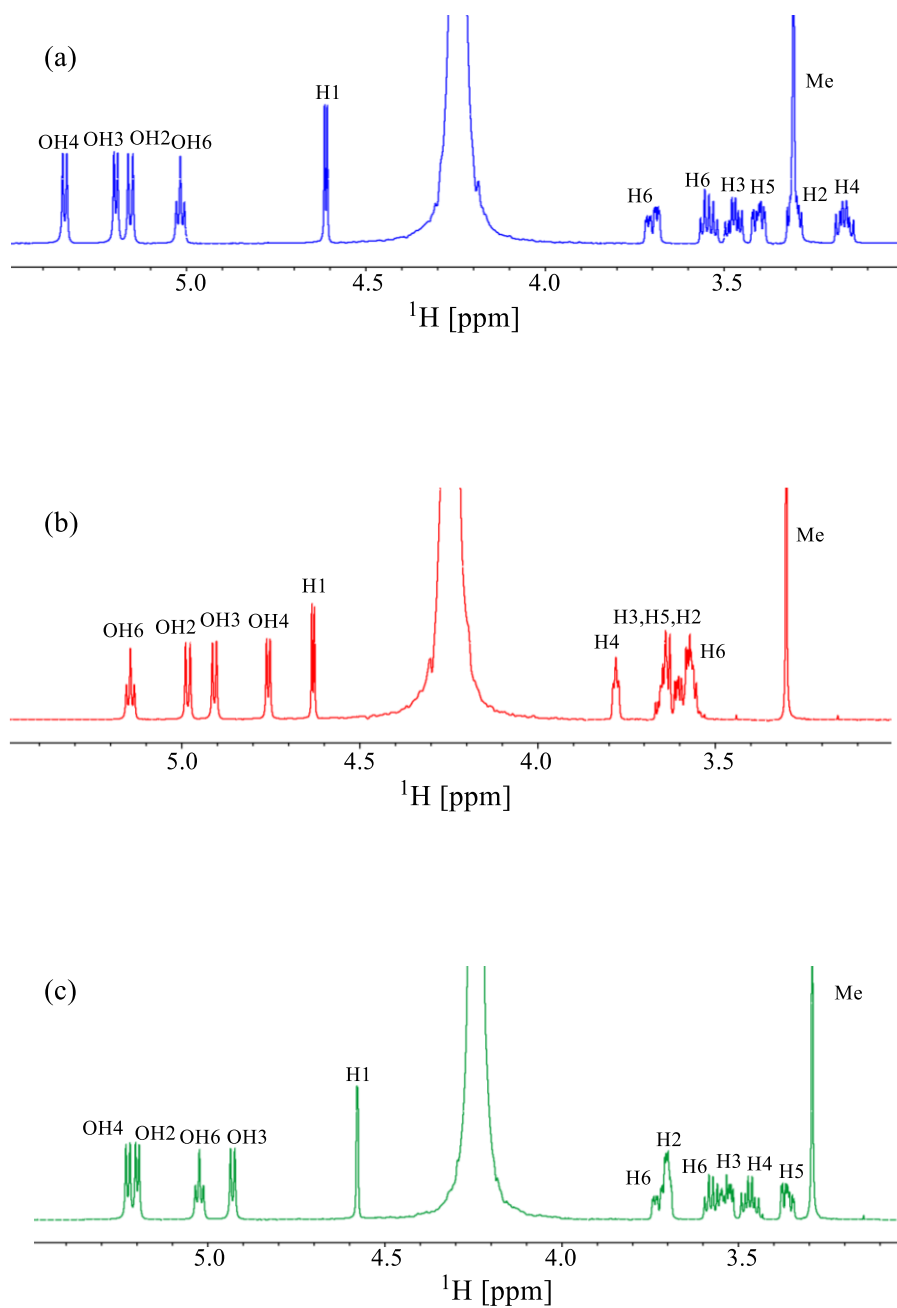 (a)
OH4 OH3 OH2 OH6 H1 H6 H6 H3 H5 Me H2 H4
5.0 4.5 4.0 3.5
¹H [ppm]
(b)
OH6 OH2 OH3 OH4 H1 H4 H3,H5,H2 H6 Me
5.0 4.5 4.0 3.5
¹H [ppm]
(c)
OH4 OH2 OH6 OH3 H1 H6 H2 H6 H3 H4 H5 Me
5.0 4.5 4.0 3.5
¹H [ppm]